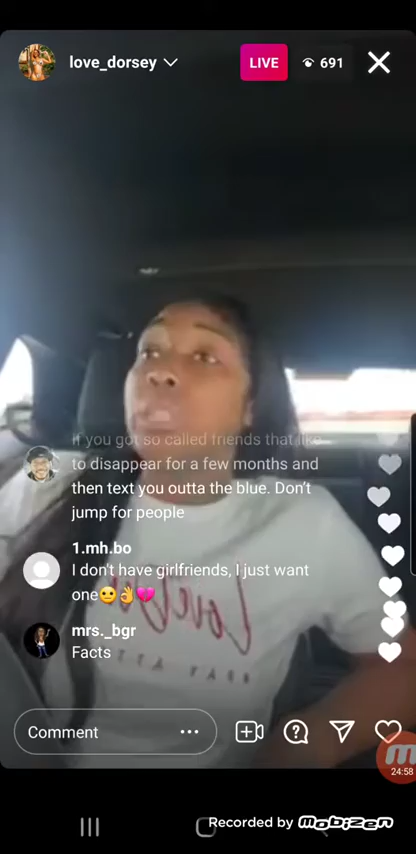 love_dorsey
LIVE
691
if you got so called friends that like
to disappear for a few months and
then text you outta the blue. Don't
jump for people
1.mh.bo
I don't have girlfriends, I just want
one😐👌💔
mrs._bgr
Facts
Comment
24:58
Recorded by mobizen